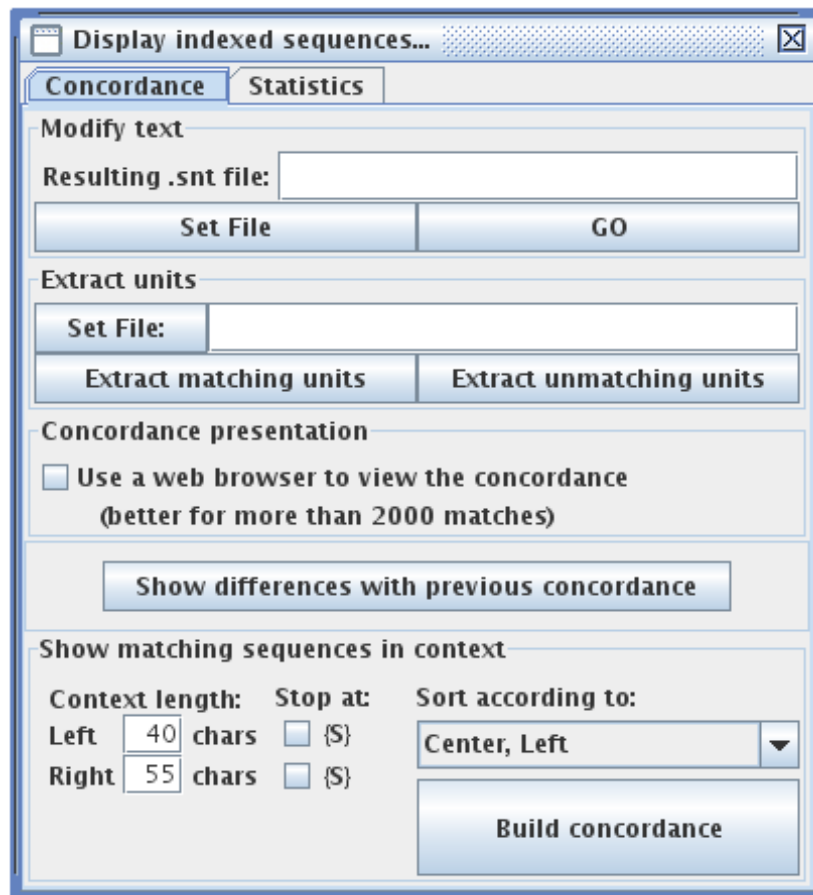 Display indexed sequences...
Concordance Statistics
Modify text
Resulting .snt file:
Set File GO
Extract units
Set File:
Extract matching units Extract unmatching units
Concordance presentation
Use a web browser to view the concordance
(better for more than 2000 matches)
Show differences with previous concordance
Show matching sequences in context
Context length: Stop at: Sort according to:
Left 40 chars {S} Center, Left
Right 55 chars {S}
Build concordance